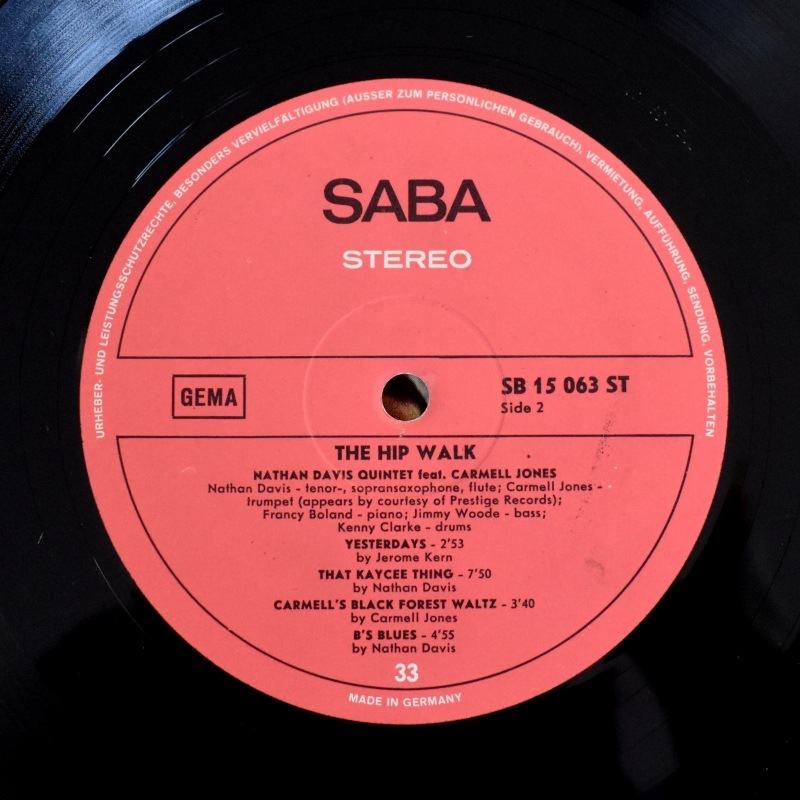 URHEBER- UND LEISTUNGSSCHUTZRECHTE, BESONDERS VERVIELFÄLTIGUNG (AUSSER ZUM PERSÖNLICHEN GEBRAUCH), VERMIETUNG, AUFFÜHRUNG, SENDUNG, VORBEHALTEN
SABA
STEREO
GEMA
SB 15 063 ST
Side 2
THE HIP WALK
NATHAN DAVIS QUINTET feat. CARMELL JONES
Nathan Davis - tenor-, sopransaxophone, flute; Carmell Jones -
trumpet (appears by courtesy of Prestige Records);
Francy Boland - piano; Jimmy Woode - bass;
Kenny Clarke - drums
YESTERDAYS - 2'53
by Jerome Kern
THAT KAYCEE THING - 7'50
by Nathan Davis
CARMELL'S BLACK FOREST WALTZ - 3'40
by Carmell Jones
B'S BLUES - 4'55
by Nathan Davis
33
MADE IN GERMANY